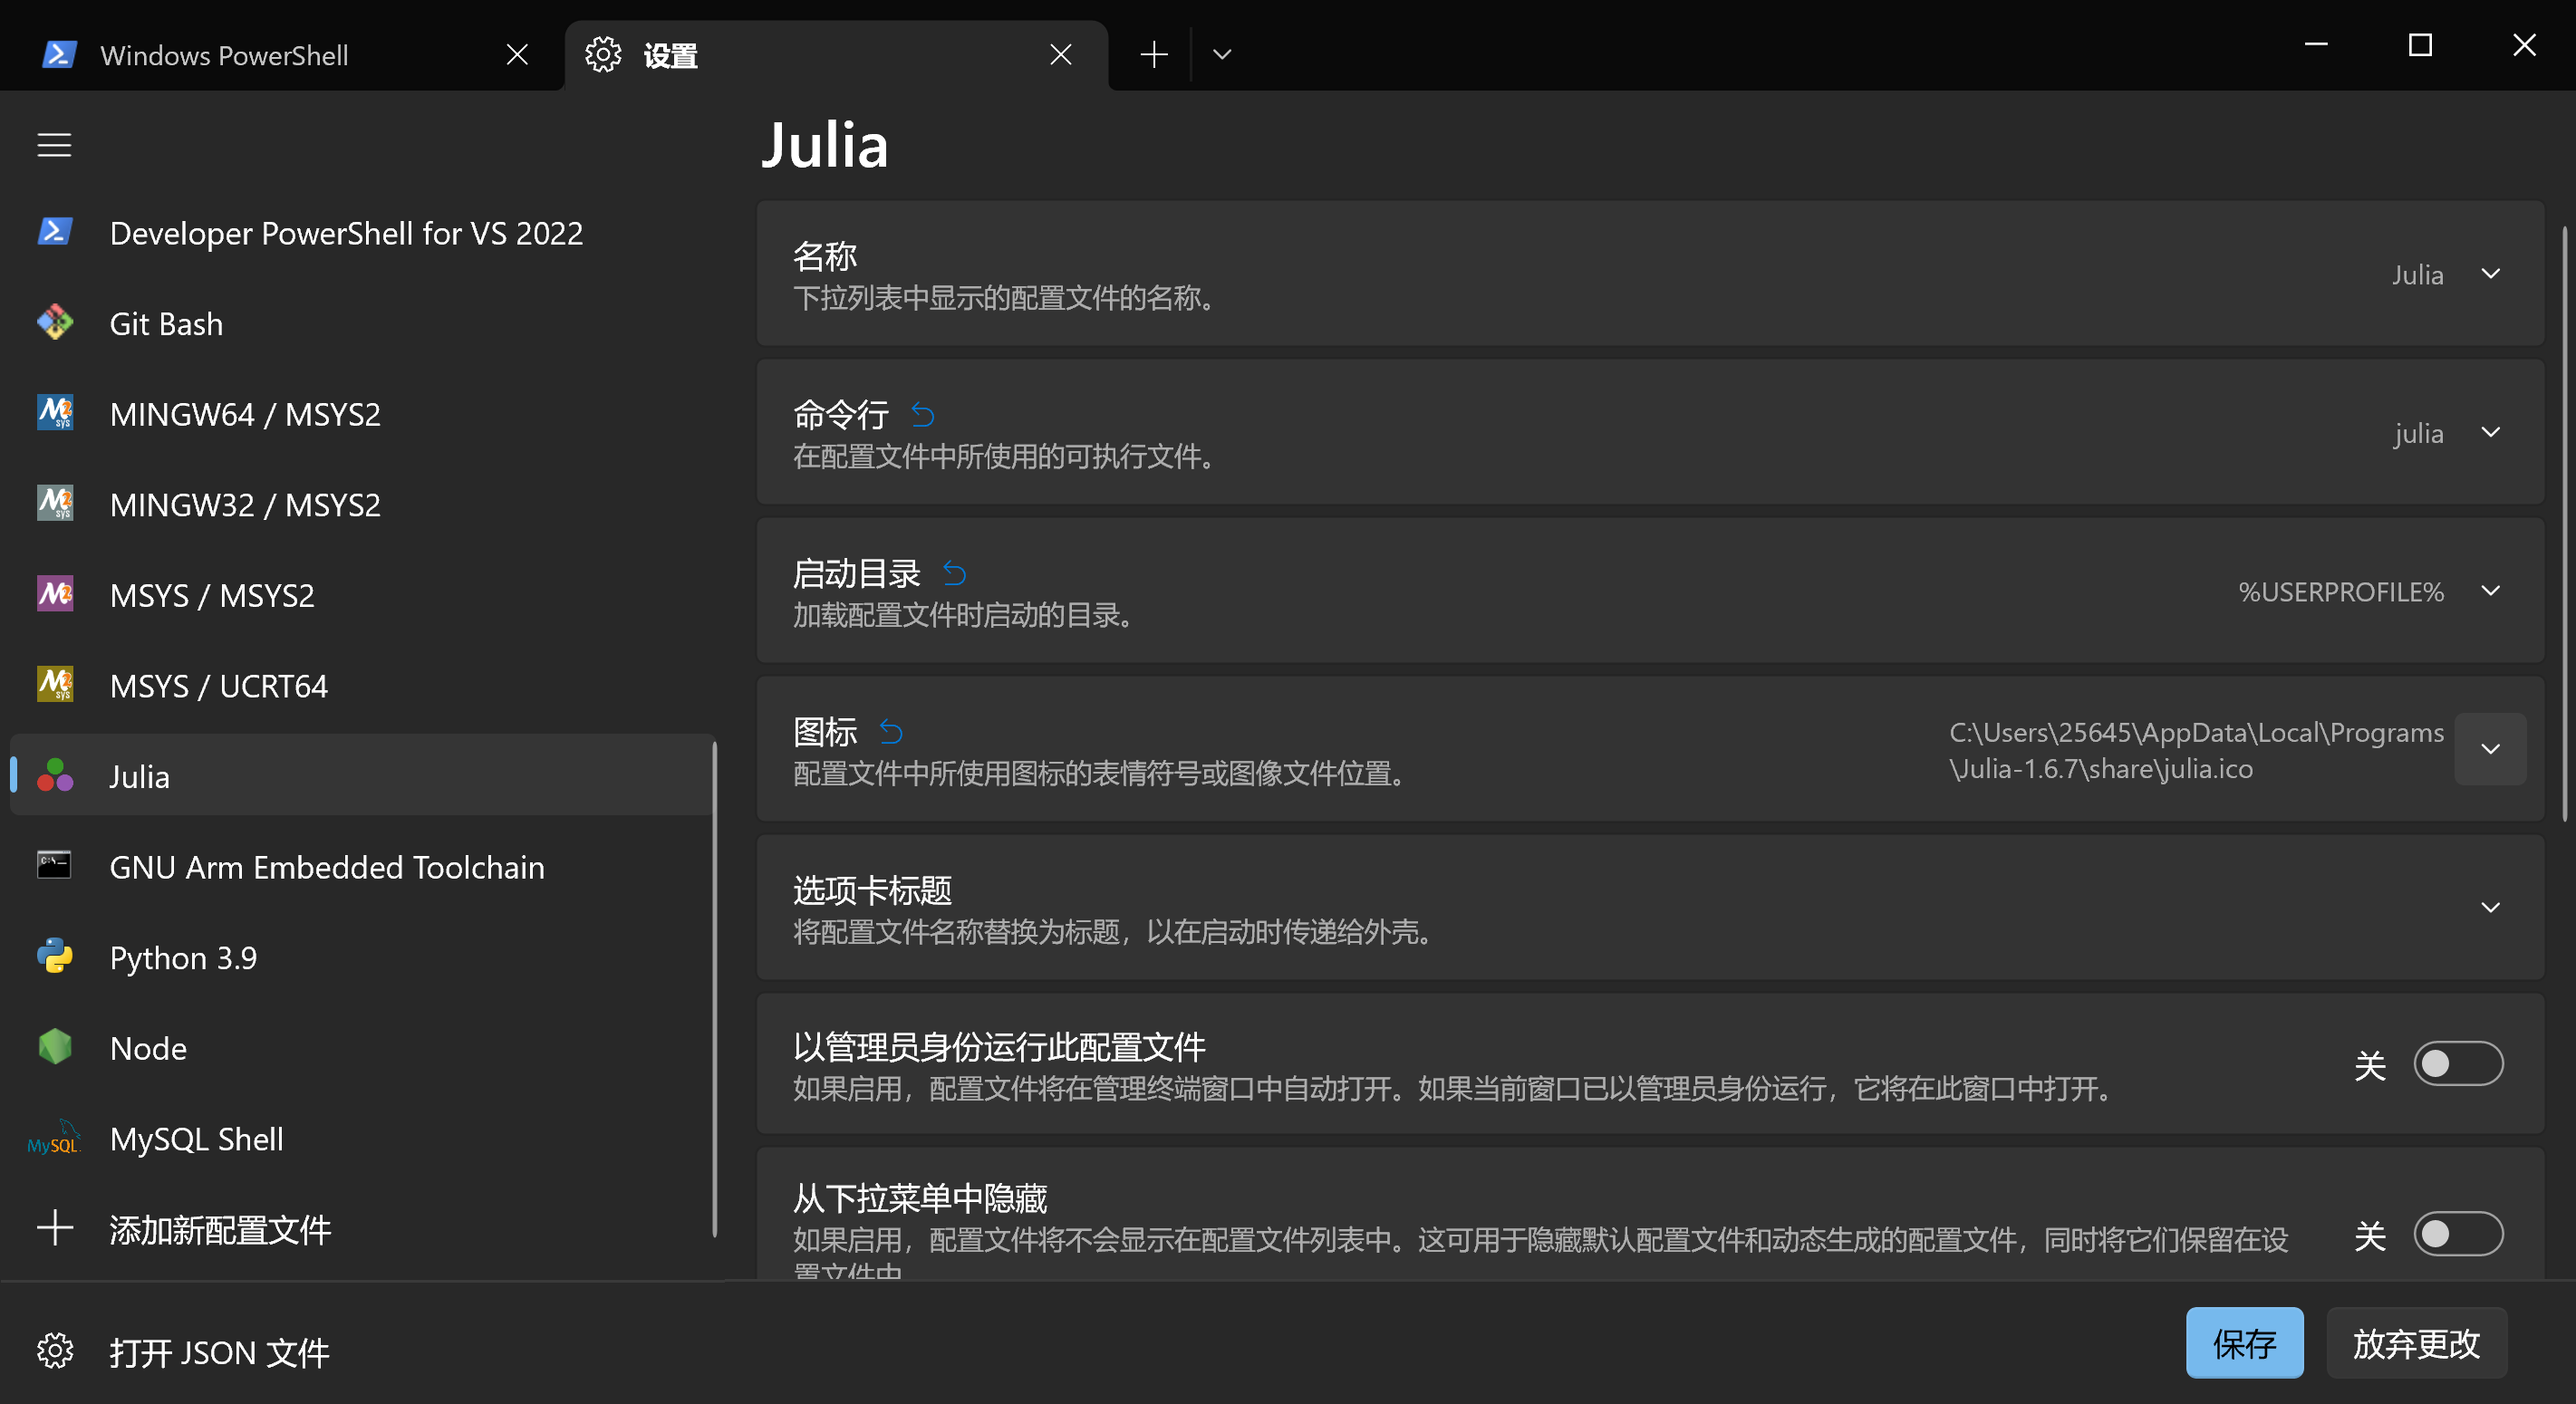 Windows PowerShell
设置
Developer PowerShell for VS 2022
Git Bash
MINGW64 / MSYS2
MINGW32 / MSYS2
MSYS / MSYS2
MSYS / UCRT64
Julia
GNU Arm Embedded Toolchain
Python 3.9
Node
MySQL
MySQL Shell
添加新配置文件
打开 JSON 文件
Julia
名称
下拉列表中显示的配置文件的名称。
Julia
命令行
在配置文件中所使用的可执行文件。
julia
启动目录
加载配置文件时启动的目录。
%USERPROFILE%
图标
配置文件中所使用图标的表情符号或图像文件位置。
C:\Users\25645\AppData\Local\Programs
\Julia-1.6.7\share\julia.ico
选项卡标题
将配置文件名称替换为标题，以在启动时传递给外壳。
以管理员身份运行此配置文件
如果启用，配置文件将在管理终端窗口中自动打开。如果当前窗口已以管理员身份运行，它将在此窗口中打开。
关
从下拉菜单中隐藏
如果启用，配置文件将不会显示在配置文件列表中。这可用于隐藏默认配置文件和动态生成的配置文件，同时将它们保留在设
置文件中
关
保存
放弃更改